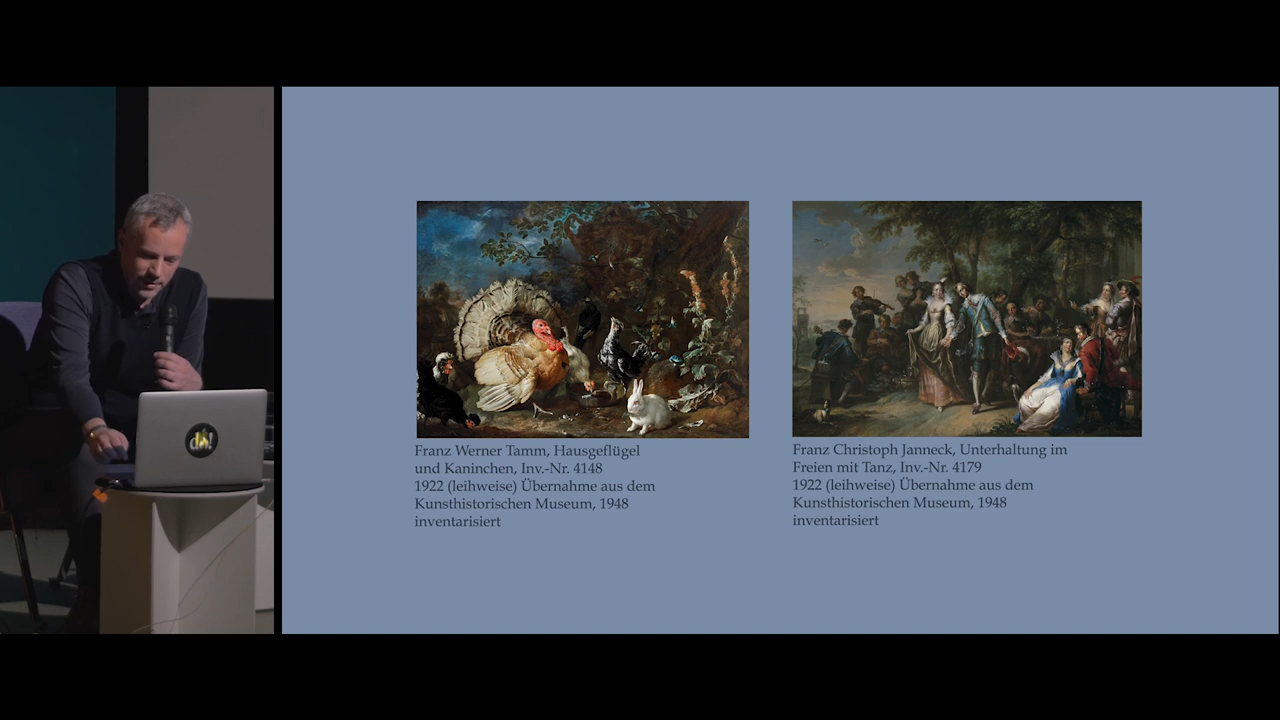 Franz Werner Tamm, Hausgeflügel
und Kaninchen, Inv.-Nr. 4148
1922 (leihweise) Übernahme aus dem
Kunsthistorischen Museum, 1948
inventarisiert
Franz Christoph Janneck, Unterhaltung im
Freien mit Tanz, Inv.-Nr. 4179
1922 (leihweise) Übernahme aus dem
Kunsthistorischen Museum, 1948
inventarisiert
dh!